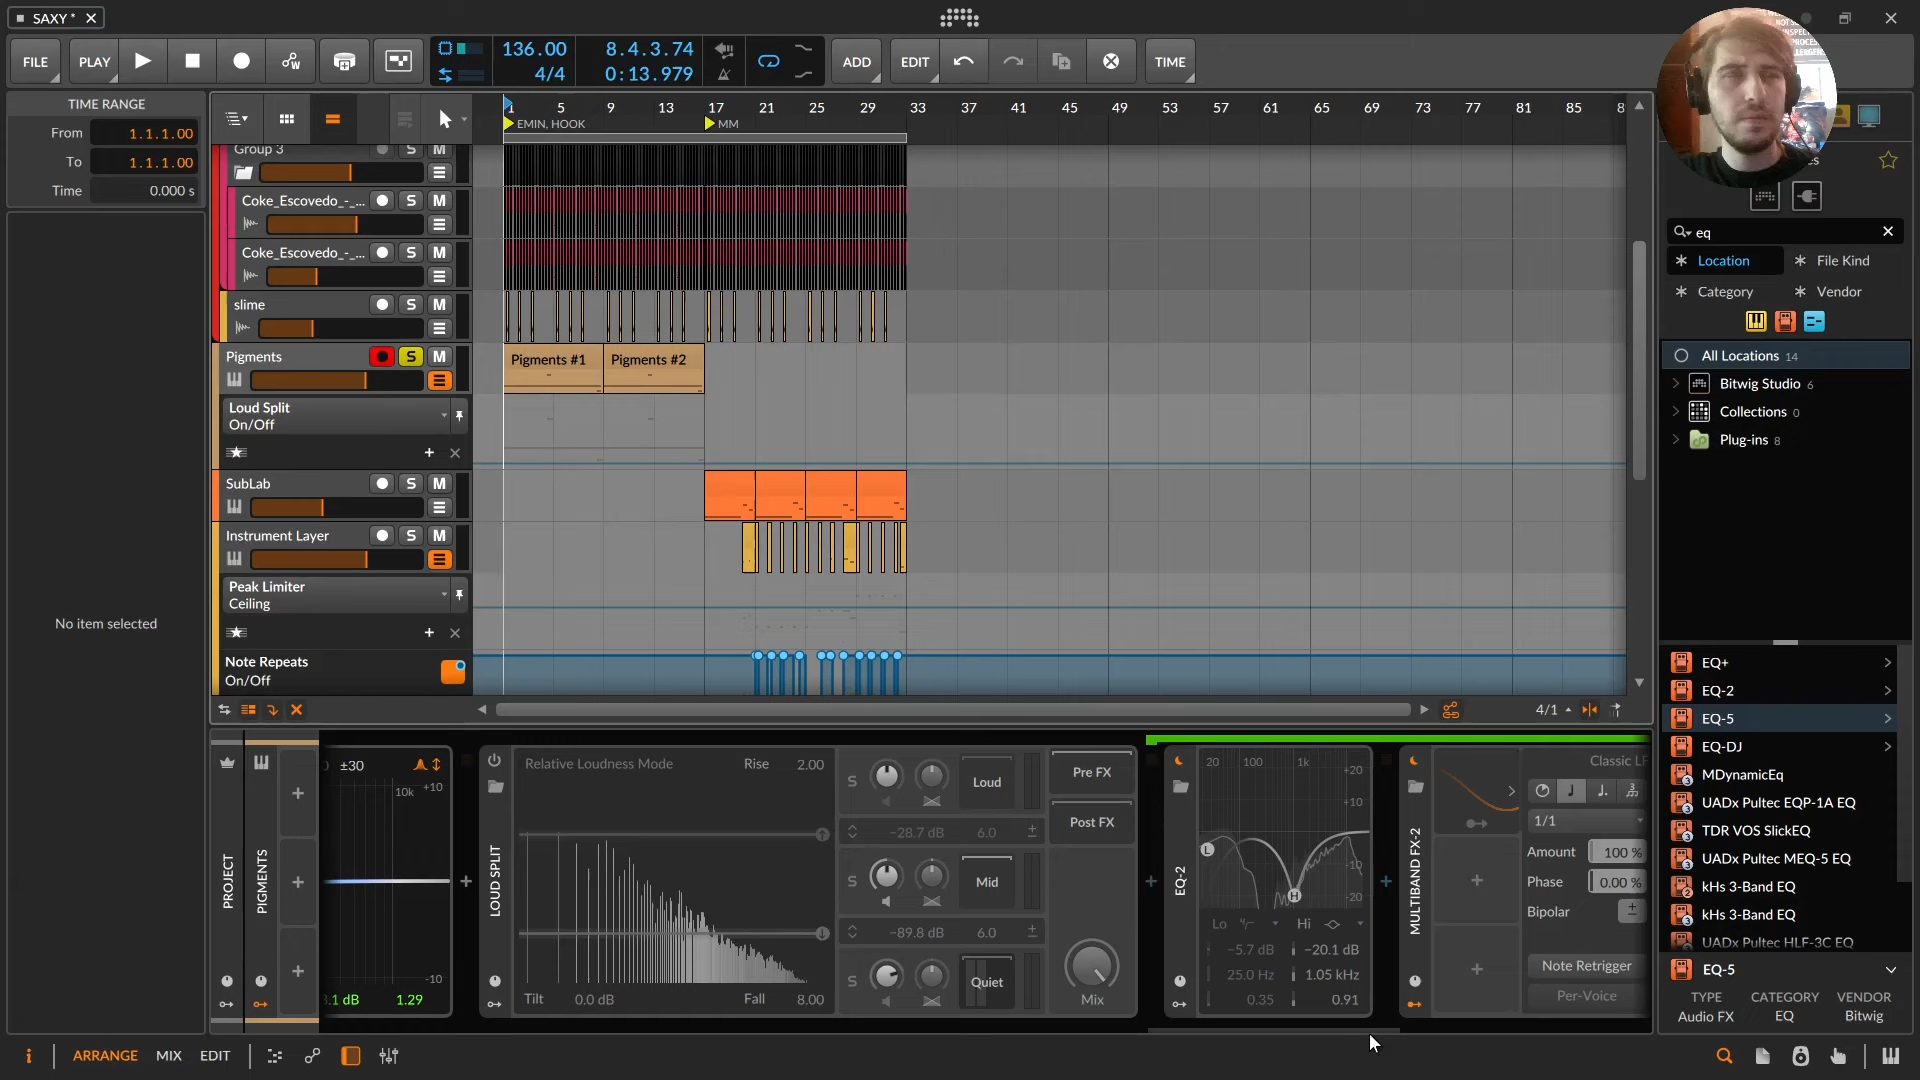 SAXY *
FILE
PLAY
136.00
4/4
8.4.3.74
0:13.979
ADD
EDIT
TIME
TIME RANGE
From 1.1.1.00
To 1.1.1.00
Time 0.000 s
No item selected
1 5 9 13 17 21 25 29 33 37 41 45 49 53 57 61 65 69 73 77 81 85
EMIN, HOOK
MM
Group 3 S M
Coke_Escovedo_-_... S M
Coke_Escovedo_-_... S M
slime S M
Pigments S M
Pigments #1
Pigments #2
Loud Split
On/Off
SubLab S M
Instrument Layer S M
Peak Limiter
Ceiling
Note Repeats
On/Off
4/1
PROJECT
PIGMENTS
±30
10k
+10
-10
1.29
LOUD SPLIT
Relative Loudness Mode
Rise 2.00
Tilt 0.0 dB
Fall 8.00
S Loud
-28.7 dB 6.0
S Mid
-89.8 dB 6.0
S Quiet
Pre FX
Post FX
Mix
EQ-2
20 100 1k
+20
+10
-10
-20
L
H
Lo Hi
-5.7 dB -20.1 dB
25.0 Hz 1.05 kHz
0.35 0.91
MULTIBAND FX-2
Classic LF
1/1
Amount 100 %
Phase 0.00 %
Bipolar
Note Retrigger
Per-Voice
eq
Location
File Kind
Category
Vendor
All Locations 14
Bitwig Studio 6
Collections 0
Plug-ins 8
EQ+
EQ-2
EQ-5
EQ-DJ
MDynamicEq
UADx Pultec EQP-1A EQ
TDR VOS SlickEQ
UADx Pultec MEQ-5 EQ
kHs 3-Band EQ
kHs 3-Band EQ
UADx Pultec HLF-3C EQ
EQ-5
TYPE CATEGORY VENDOR
Audio FX EQ Bitwig
ARRANGE MIX EDIT